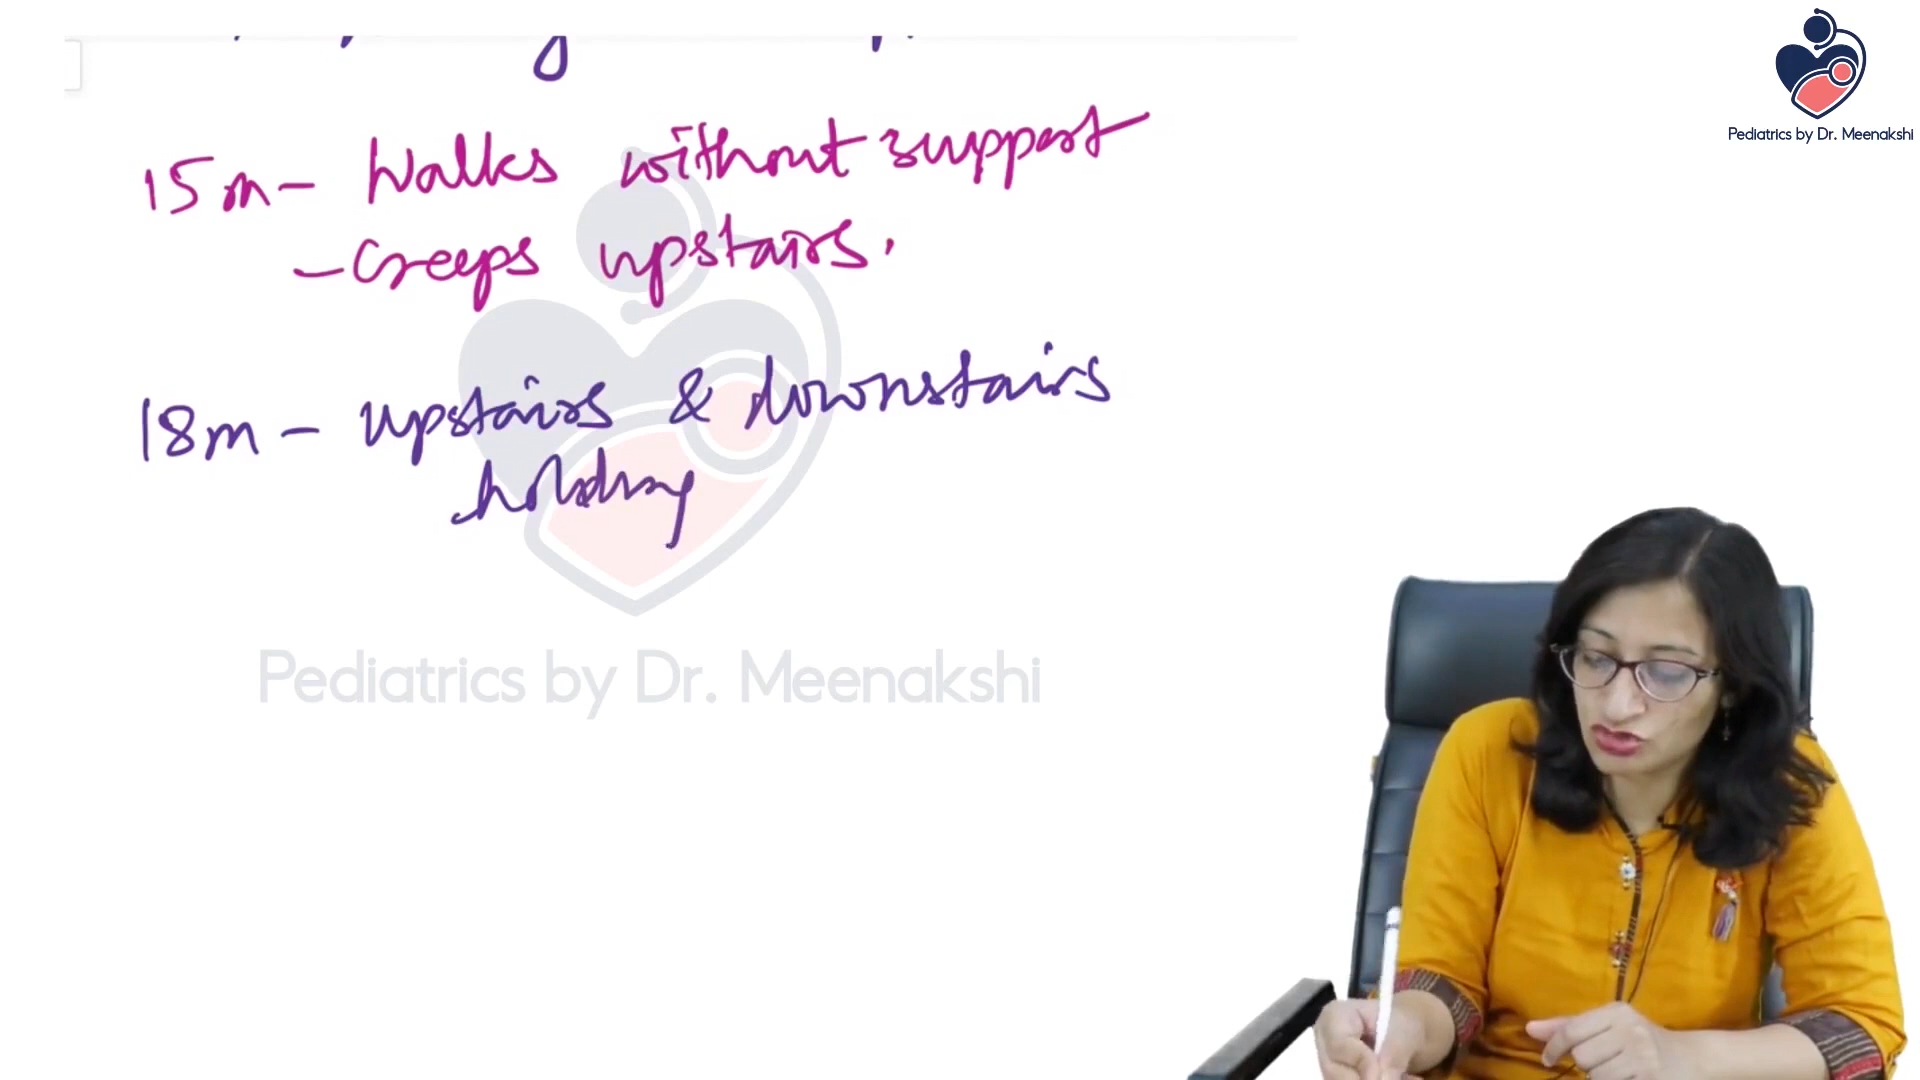 Pediatrics by Dr. Meenakshi
15m - Walks without support
- Creeps upstairs.
18m - upstairs & downstairs
holding
Pediatrics by Dr. Meenakshi